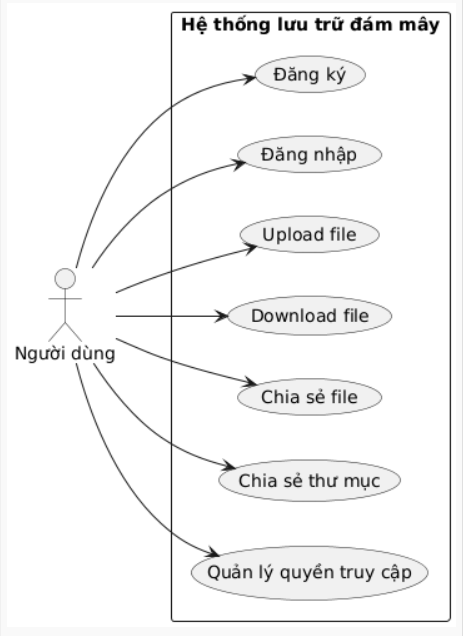 Hệ thống lưu trữ đám mây
Đăng ký
Đăng nhập
Upload file
Download file
Người dùng
Chia sẻ file
Chia sẻ thư mục
Quản lý quyền truy cập